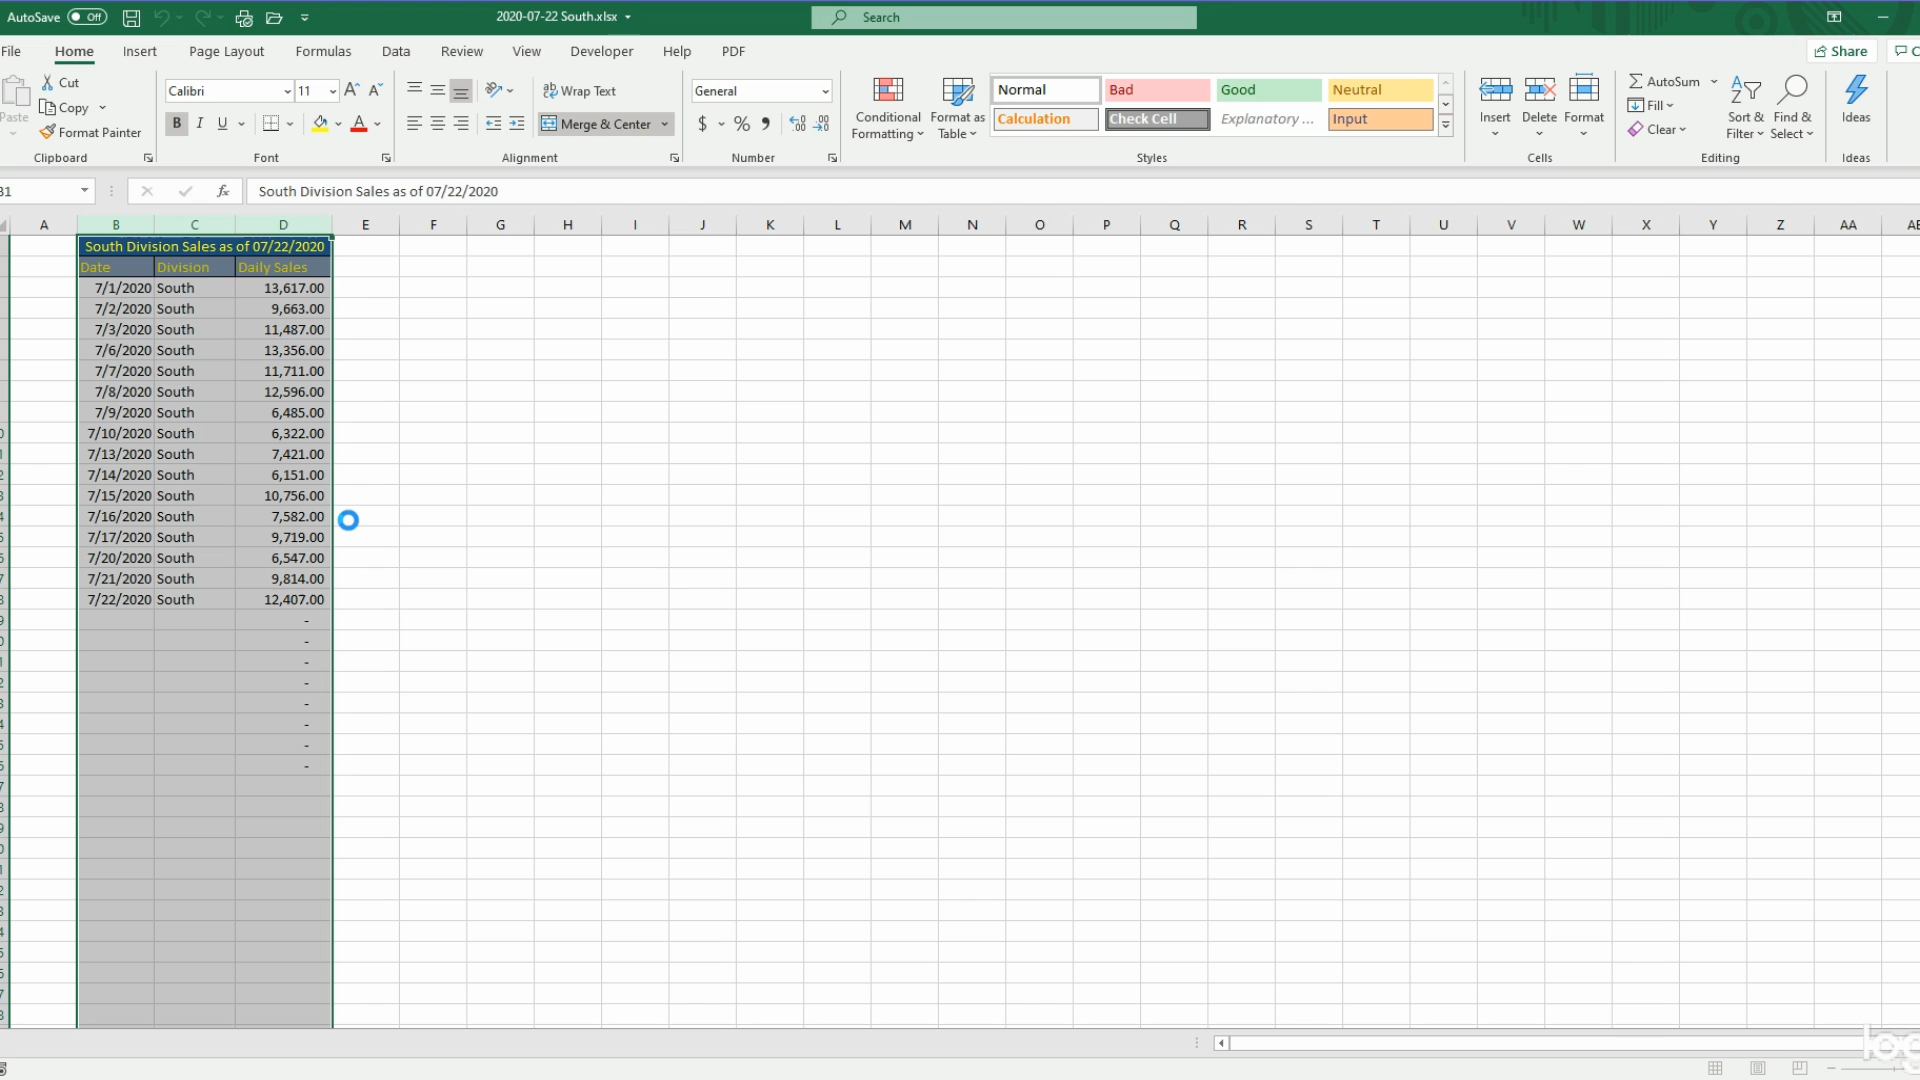 AutoSave Off 2020-07-22 South.xlsx Search
File Home Insert Page Layout Formulas Data Review View Developer Help PDF Share
Paste
Cut
Copy
Format Painter
Clipboard
Calibri 11 A A
B I U A
Font
ab Wrap Text
Merge & Center
Alignment
General
$ % ,
Number
Conditional Formatting
Format as Table
Normal Bad Good Neutral
Calculation Check Cell Explanatory ... Input
Styles
Insert Delete Format
Cells
AutoSum
Fill
Clear
Sort & Filter
Find & Select
Editing
Ideas
Ideas
B1 fx South Division Sales as of 07/22/2020
A B C D E F G H I J K L M N O P Q R S T U V W X Y Z AA
South Division Sales as of 07/22/2020
Date Division Daily Sales
7/1/2020 South 13,617.00
7/2/2020 South 9,663.00
7/3/2020 South 11,487.00
7/6/2020 South 13,356.00
7/7/2020 South 11,711.00
7/8/2020 South 12,596.00
7/9/2020 South 6,485.00
7/10/2020 South 6,322.00
7/13/2020 South 7,421.00
7/14/2020 South 6,151.00
7/15/2020 South 10,756.00
7/16/2020 South 7,582.00
7/17/2020 South 9,719.00
7/20/2020 South 6,547.00
7/21/2020 South 9,814.00
7/22/2020 South 12,407.00
-
-
-
-
-
-
-
-